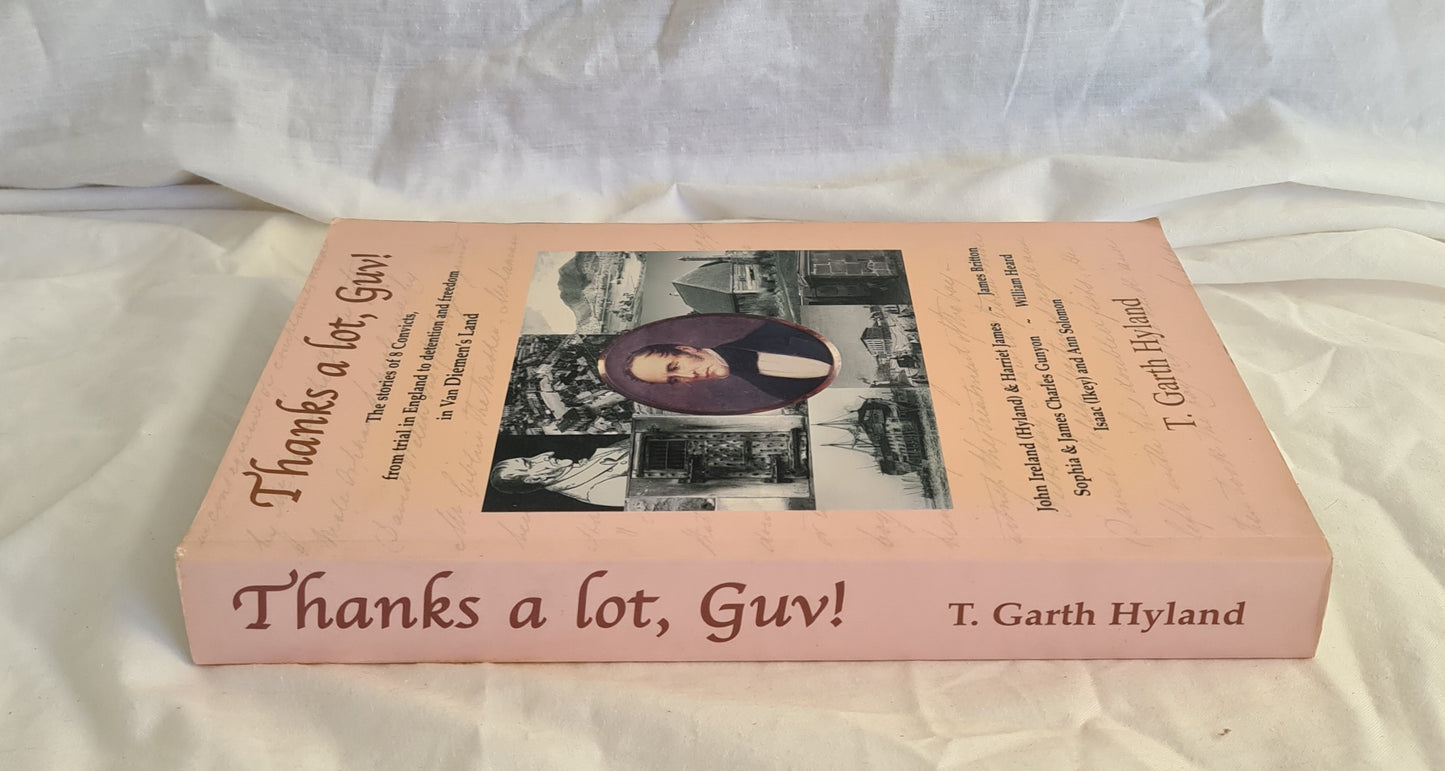 Thanks a lot, Guv!
The stories of 8 Convicts,
from trial in England to detention and freedom
in Van Diemen's Land
John Ireland (Hyland) & Harriet James ~ James Britton
Sophia & James Charles Gunyon ~ William Heard
Isaac (Ikey) and Ann Solomon
T. Garth Hyland
Thanks a lot, Guv! T. Garth Hyland